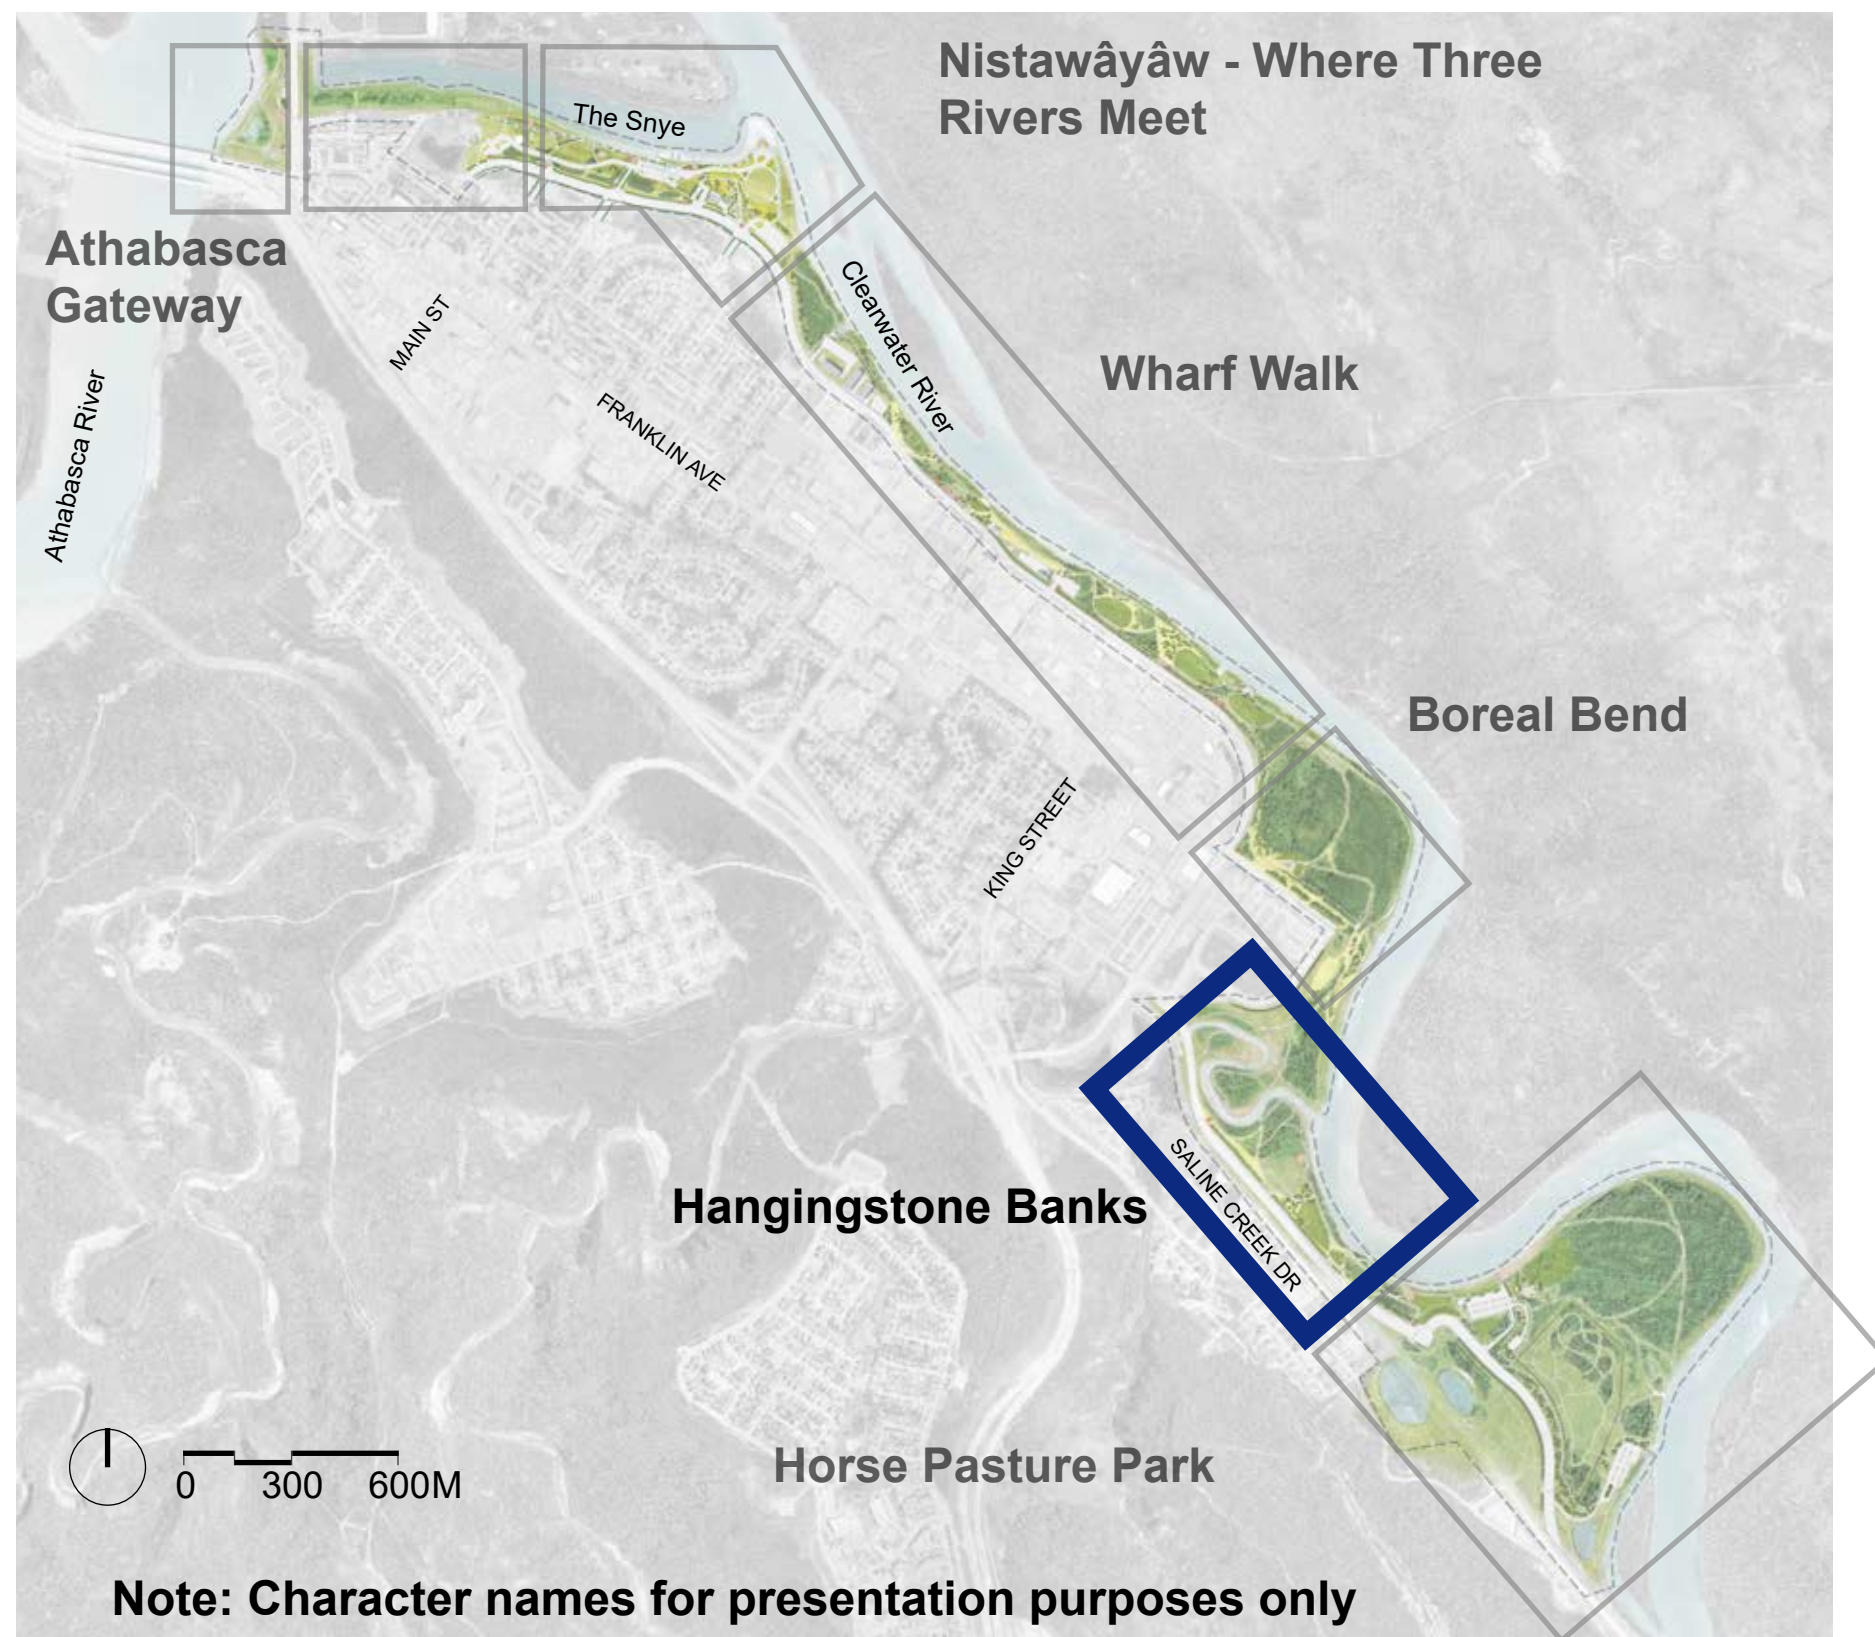 Nistawâyâw - Where Three
Rivers Meet
The Snye
Athabasca
Gateway
MAIN ST
Clearwater River
Wharf Walk
Athabasca River
FRANKLIN AVE
Boreal Bend
KING STREET
Hangingstone Banks
SALINE CREEK DR
Horse Pasture Park
0 300 600M
Note: Character names for presentation purposes only